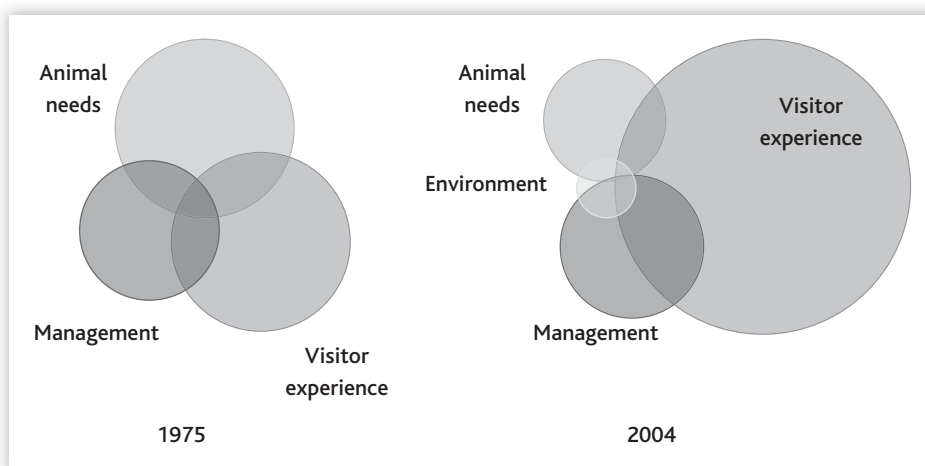 Animal
needs
Management
Visitor
experience
1975
Animal
needs
Visitor
experience
Environment
Management
2004